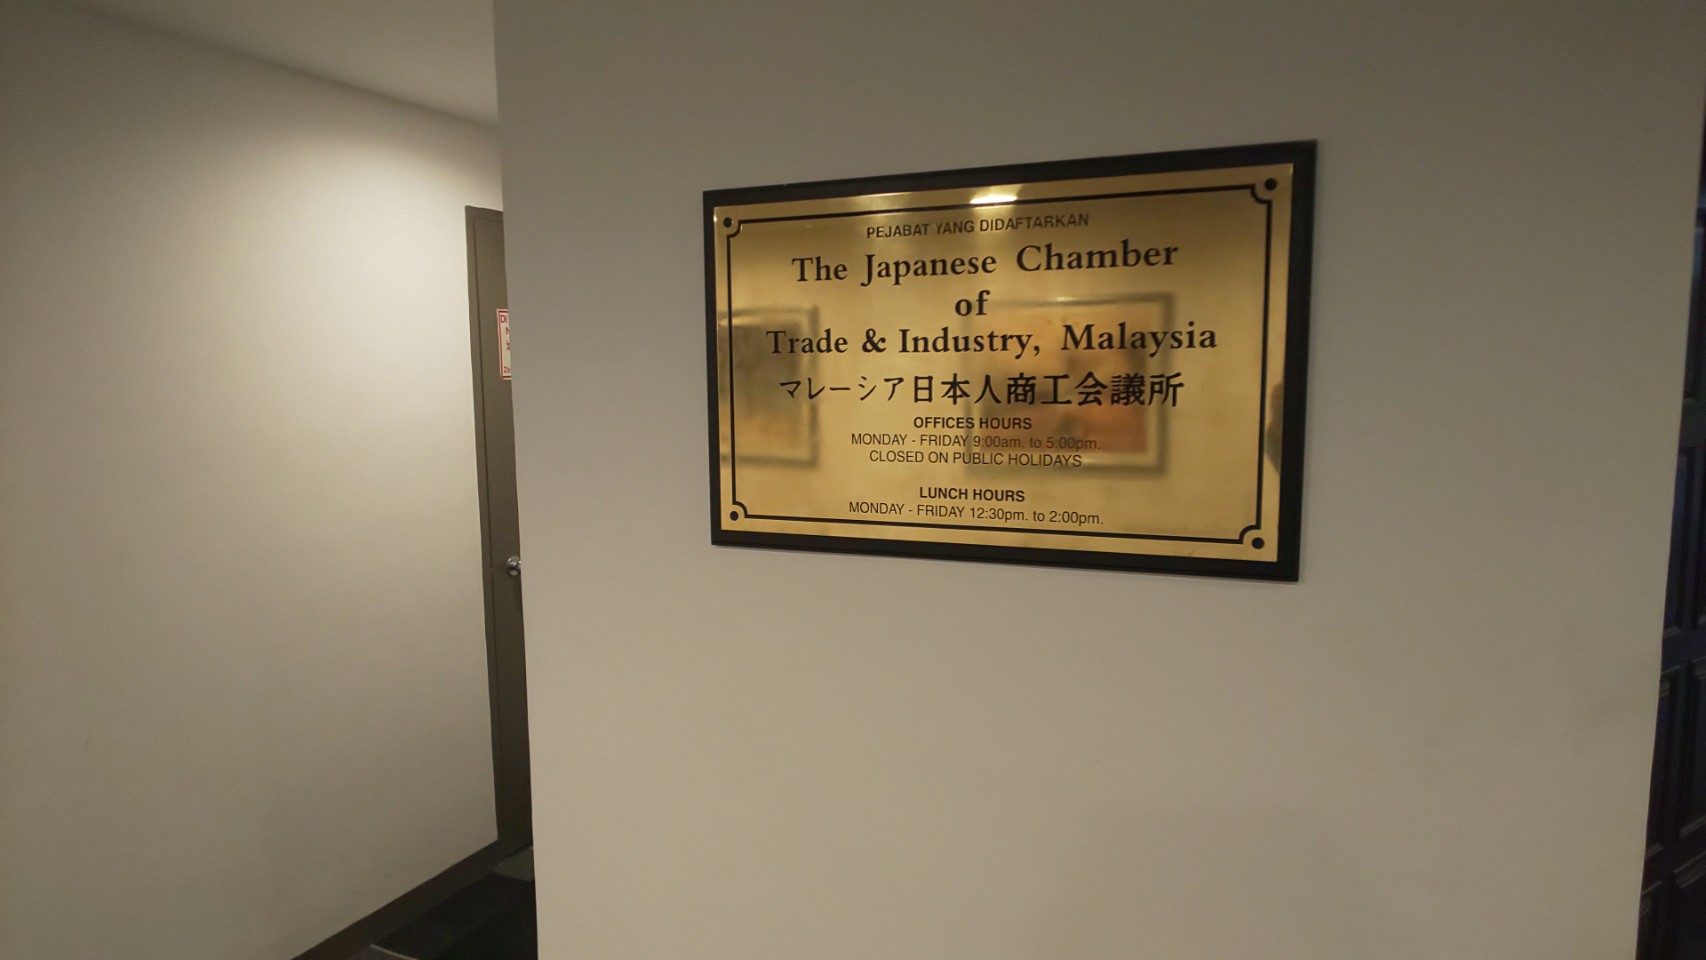 PEJABAT YANG DIDAFTARKAN
The Japanese Chamber
of
Trade & Industry, Malaysia
マレーシア日本人商工会議所
OFFICES HOURS
MONDAY - FRIDAY 9:00am. to 5:00pm.
CLOSED ON PUBLIC HOLIDAYS
LUNCH HOURS
MONDAY - FRIDAY 12:30pm. to 2:00pm.